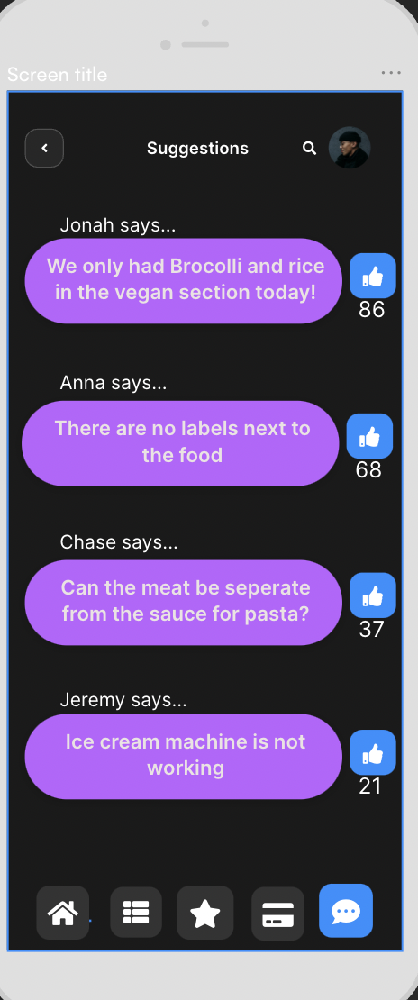 Screen title
Suggestions
Jonah says...
We only had Brocolli and rice
in the vegan section today!
86
Anna says...
There are no labels next to
the food
68
Chase says...
Can the meat be seperate
from the sauce for pasta?
37
Jeremy says...
Ice cream machine is not
working
21